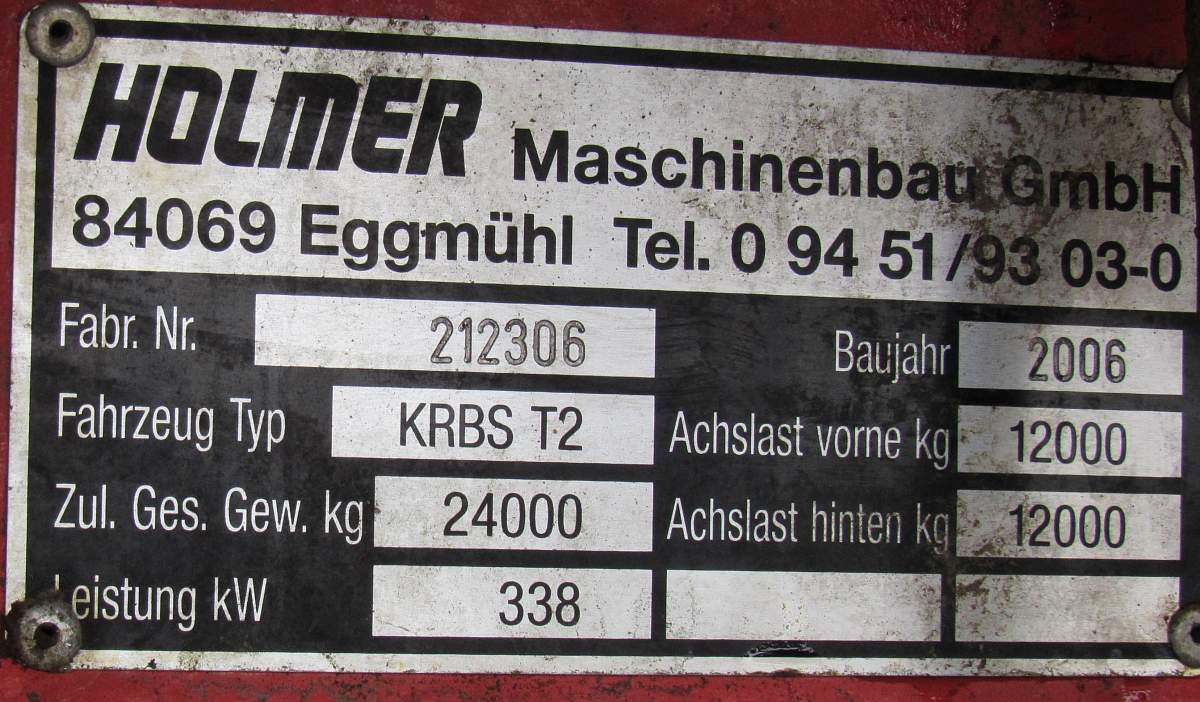 HOLMER Maschinenbau GmbH
84069 Eggmühl Tel. 0 94 51/93 03-0
Fabr. Nr. 212306 Baujahr 2006
Fahrzeug Typ KRBS T2 Achslast vorne kg 12000
Zul. Ges. Gew. kg 24000 Achslast hinten kg 12000
Leistung kW 338